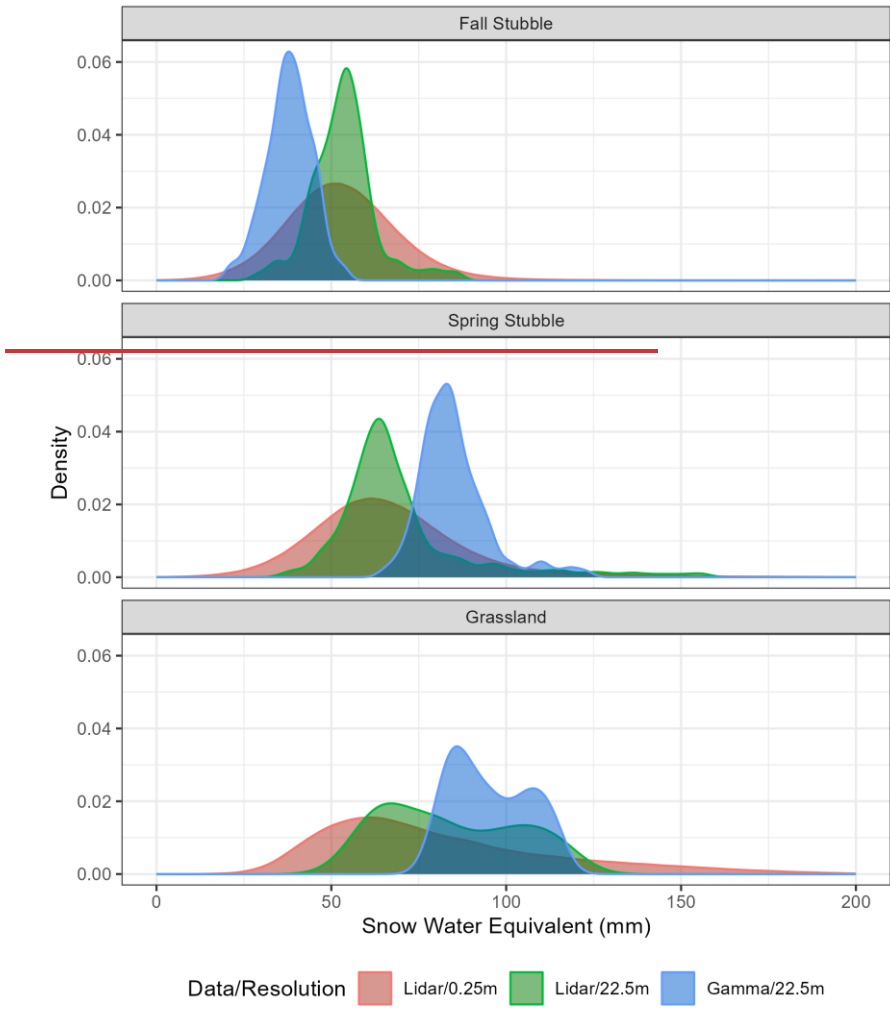 Fall Stubble
0.06
0.04
0.02
0.00
Spring Stubble
0.06
0.04
0.02
0.00
Density
Grassland
0.06
0.04
0.02
0.00
0 50 100 150 200
Snow Water Equivalent (mm)
Data/Resolution Lidar/0.25m Lidar/22.5m Gamma/22.5m